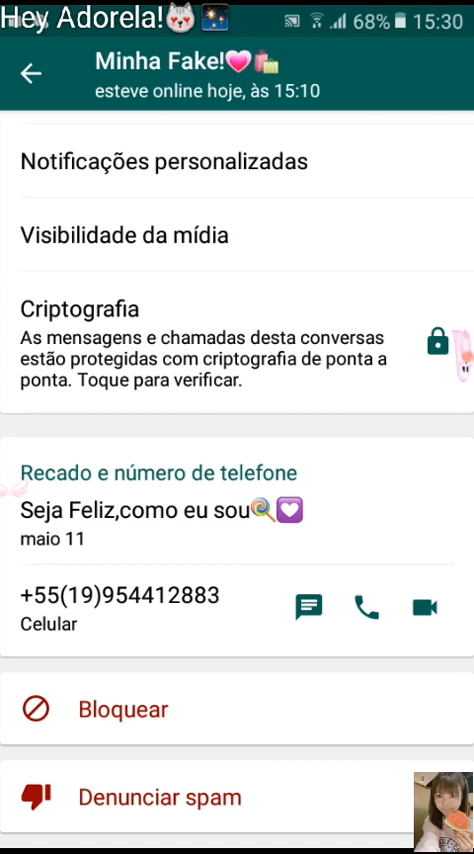 Hey Adorela!😻🎆 68% 15:30
Minha Fake!💗🛍️
esteve online hoje, às 15:10
Notificações personalizadas
Visibilidade da mídia
Criptografia
As mensagens e chamadas desta conversas
estão protegidas com criptografia de ponta a
ponta. Toque para verificar.
Recado e número de telefone
Seja Feliz,como eu sou🍭💟
maio 11
+55(19)954412883
Celular
Bloquear
Denunciar spam